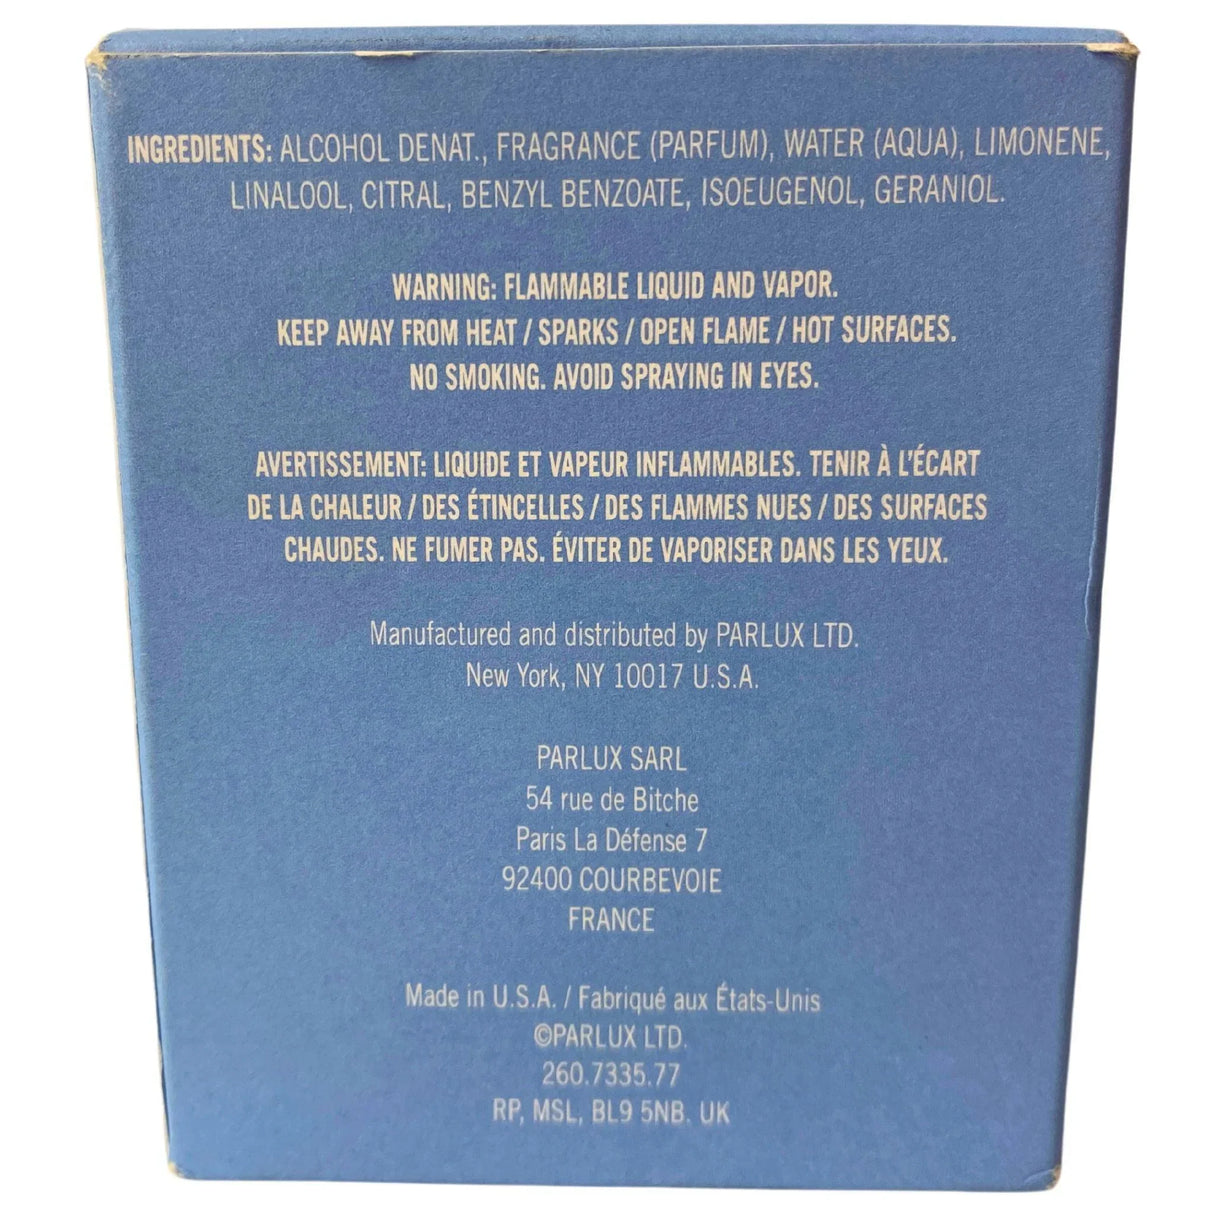 INGREDIENTS: ALCOHOL DENAT., FRAGRANCE (PARFUM), WATER (AQUA), LIMONENE,
LINALOOL, CITRAL, BENZYL BENZOATE, ISOEUGENOL, GERANIOL.
WARNING: FLAMMABLE LIQUID AND VAPOR.
KEEP AWAY FROM HEAT / SPARKS / OPEN FLAME / HOT SURFACES.
NO SMOKING. AVOID SPRAYING IN EYES.
AVERTISSEMENT: LIQUIDE ET VAPEUR INFLAMMABLES. TENIR À L'ÉCART
DE LA CHALEUR / DES ÉTINCELLES / DES FLAMMES NUES / DES SURFACES
CHAUDES. NE FUMER PAS. ÉVITER DE VAPORISER DANS LES YEUX.
Manufactured and distributed by PARLUX LTD.
New York, NY 10017 U.S.A.
PARLUX SARL
54 rue de Bitche
Paris La Défense 7
92400 COURBEVOIE
FRANCE
Made in U.S.A. / Fabriqué aux États-Unis
©PARLUX LTD.
260.7335.77
RP, MSL, BL9 5NB. UK